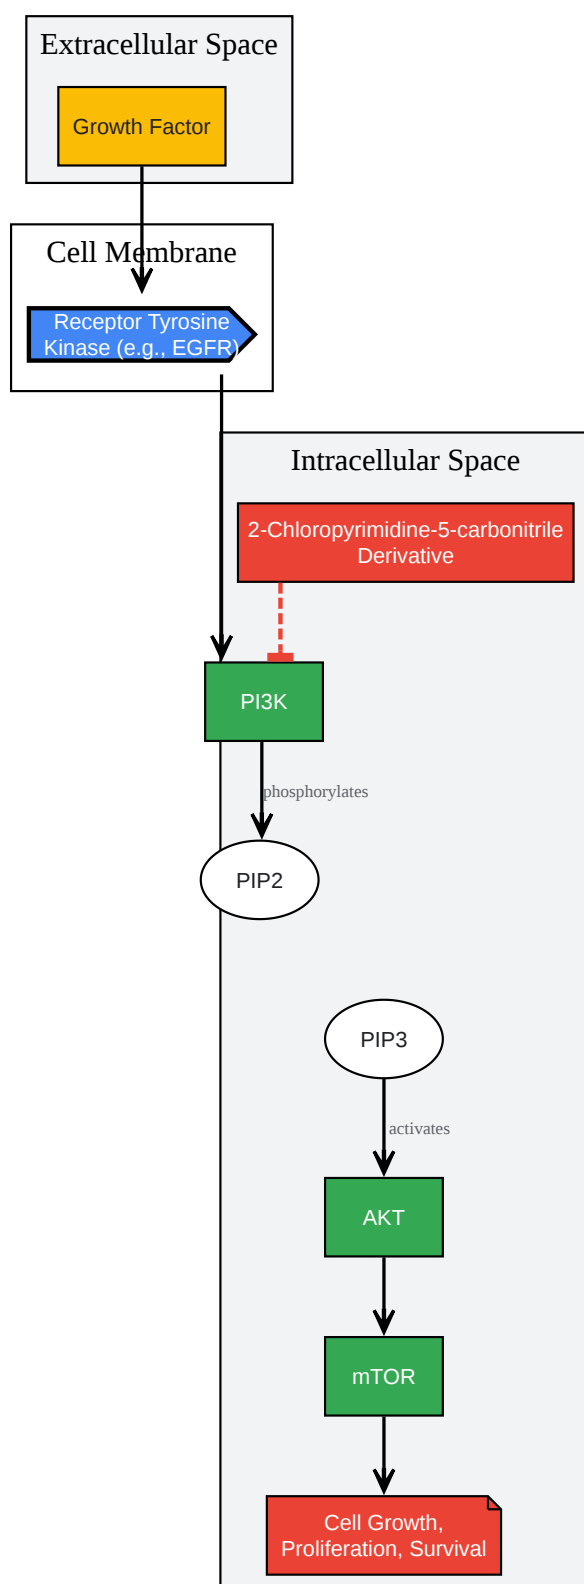 Extracellular Space
Growth Factor
Cell Membrane
Receptor Tyrosine
Kinase (e.g., EGFR)
Intracellular Space
2-Chloropyrimidine-5-carbonitrile
Derivative
PI3K
phosphorylates
PIP2
PIP3
activates
AKT
mTOR
Cell Growth,
Proliferation, Survival